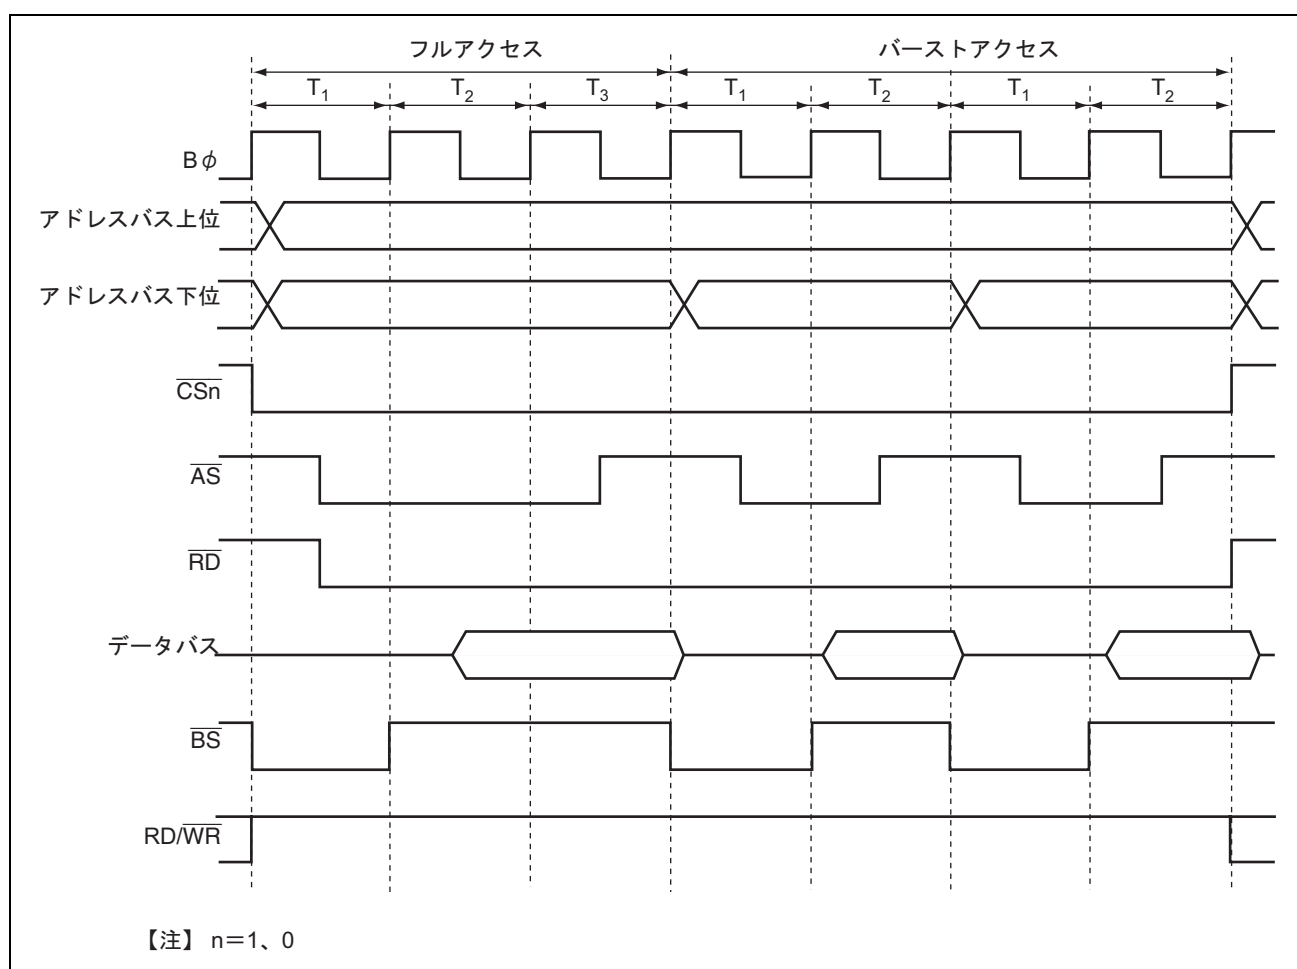 フルアクセス バーストアクセス
T1 T2 T3 T1 T2 T1 T2
Bφ
アドレスバス上位
アドレスバス下位
CSn
AS
RD
データバス
BS
RD/WR
【注】 n＝1、0